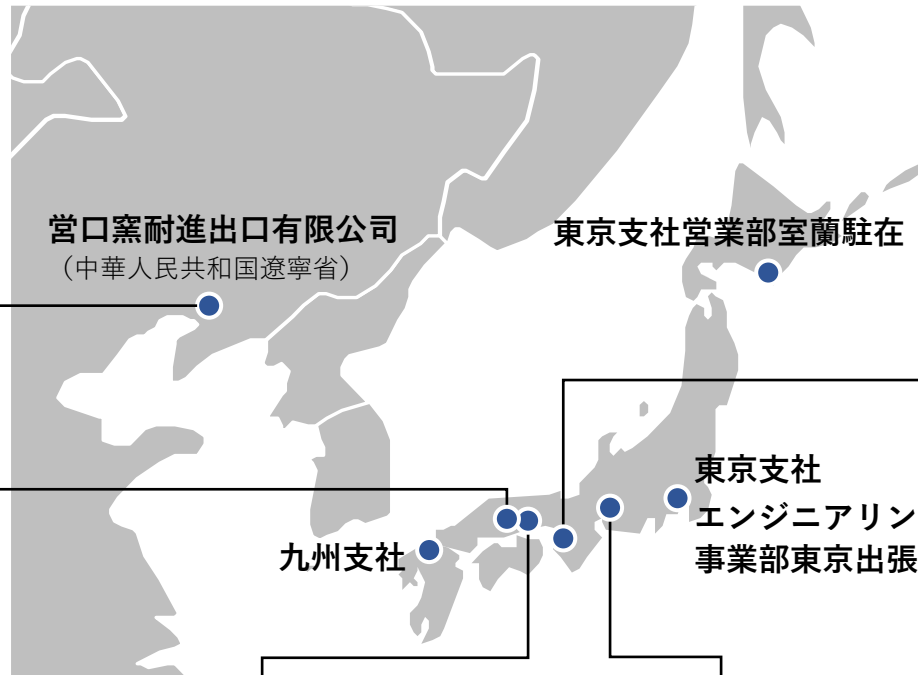 営口窯耐進出口有限公司
（中華人民共和国遼寧省）
東京支社営業部室蘭駐在
東京支社
エンジニアリン
事業部東京出張
九州支社